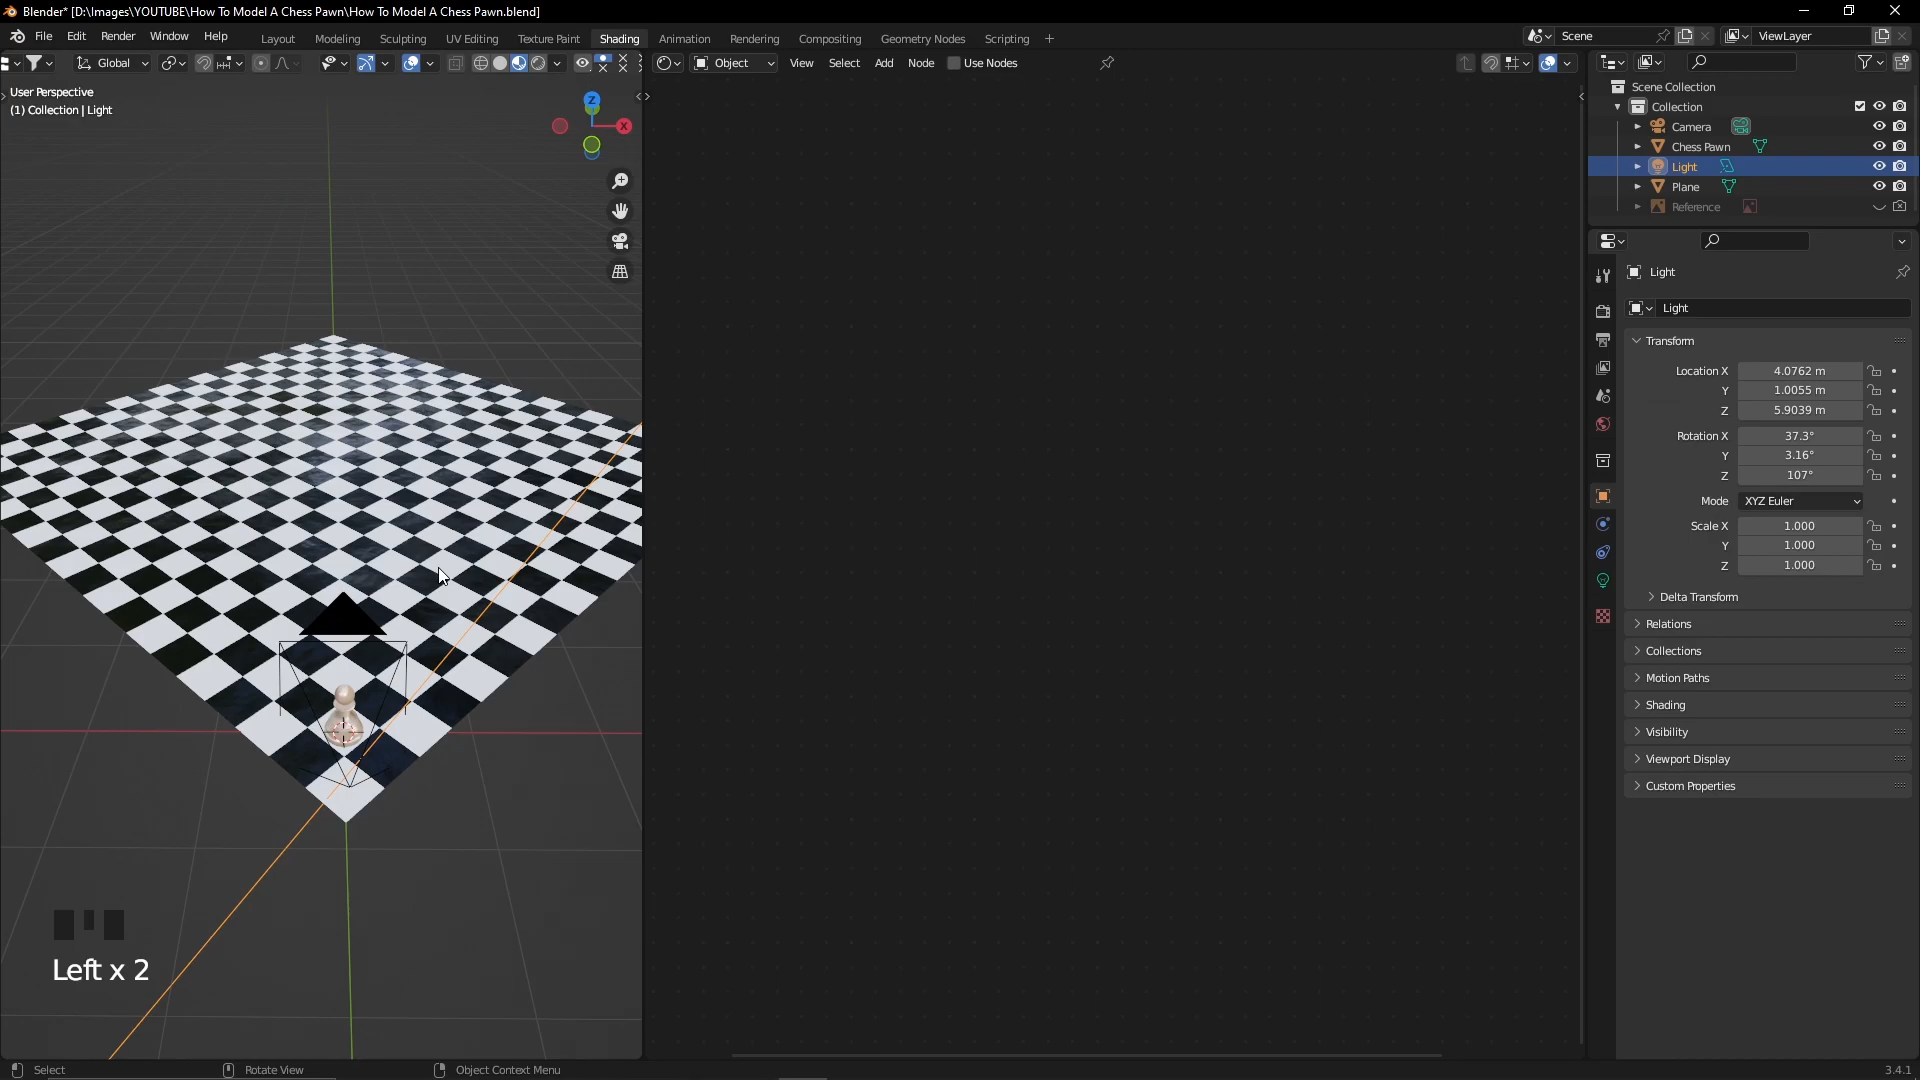 Blender* [D:\Images\YOUTUBE\How To Model A Chess Pawn\How To Model A Chess Pawn.blend]
File Edit Render Window Help Layout Modeling Sculpting UV Editing Texture Paint Shading Animation Rendering Compositing Geometry Nodes Scripting + Scene ViewLayer
Global Object View Select Add Node Use Nodes
User Perspective
(1) Collection | Light
Z
X
Scene Collection
Collection
Camera
Chess Pawn
Light
Plane
Reference
Light
Light
Transform
Location X 4.0762 m
Y 1.0055 m
Z 5.9039 m
Rotation X 37.3°
Y 3.16°
Z 107°
Mode XYZ Euler
Scale X 1.000
Y 1.000
Z 1.000
Delta Transform
Relations
Collections
Motion Paths
Shading
Visibility
Viewport Display
Custom Properties
Left x 2
Select Rotate View Object Context Menu 3.4.1